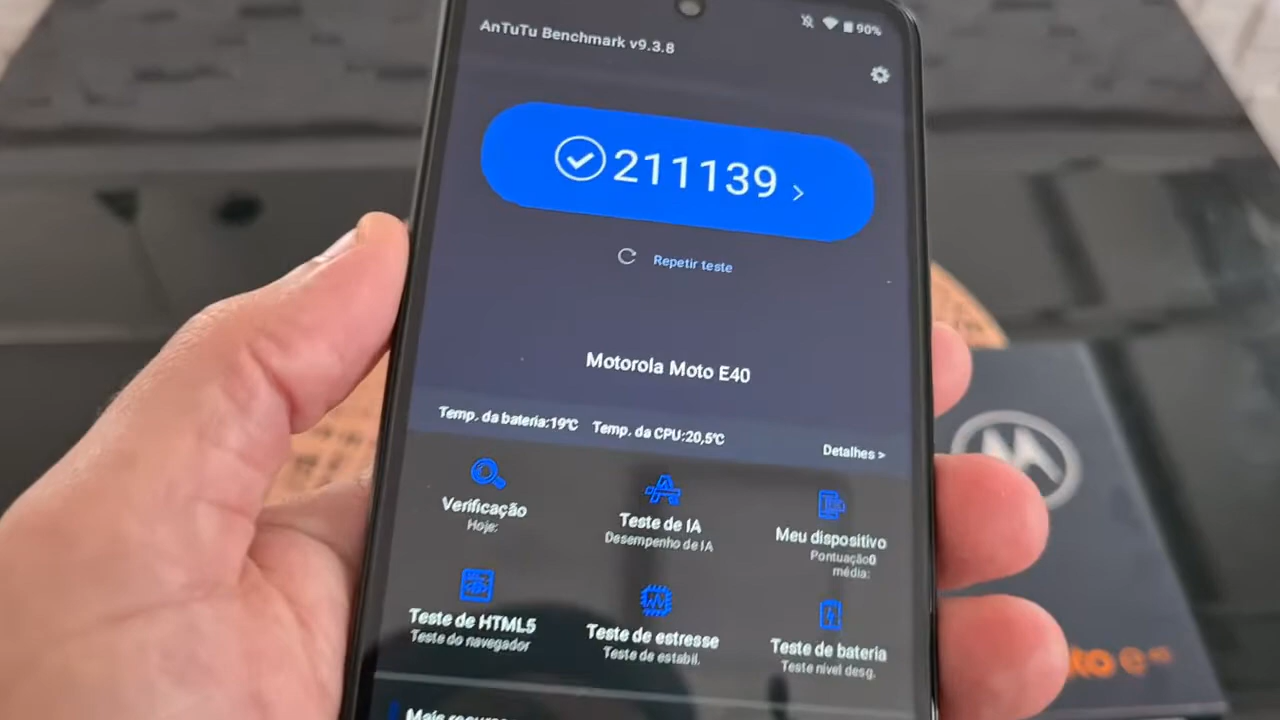 AnTuTu Benchmark v9.3.8
90%
211139 >
Repetir teste
Motorola Moto E40
Temp. da bateria:19℃ Temp. da CPU:20,5℃ Detalhes >
Verificação
Hoje:
Teste de IA
Desempenho de IA
Meu dispositivo
Pontuação0
média:
Teste de HTML5
Teste do navegador
Teste de estresse
Teste de estabil.
Teste de bateria
Teste nível desg.
Mais
e40